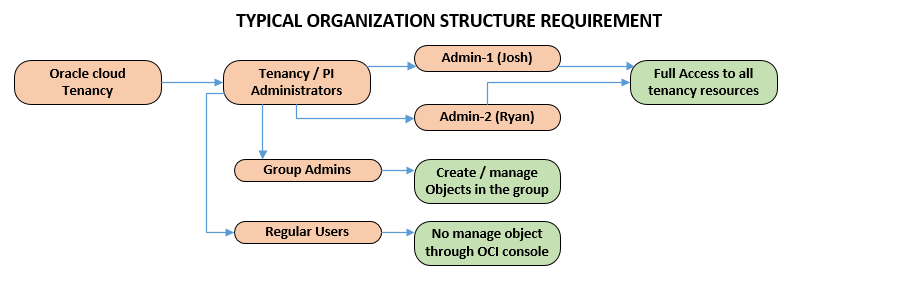 TYPICAL ORGANIZATION STRUCTURE REQUIREMENT
Oracle cloud
Tenancy
Tenancy / PI
Administrators
Admin-1 (Josh)
Full Access to all
tenancy resources
Admin-2 (Ryan)
Group Admins
Create / manage
Objects in the group
Regular Users
No manage object
through OCI console